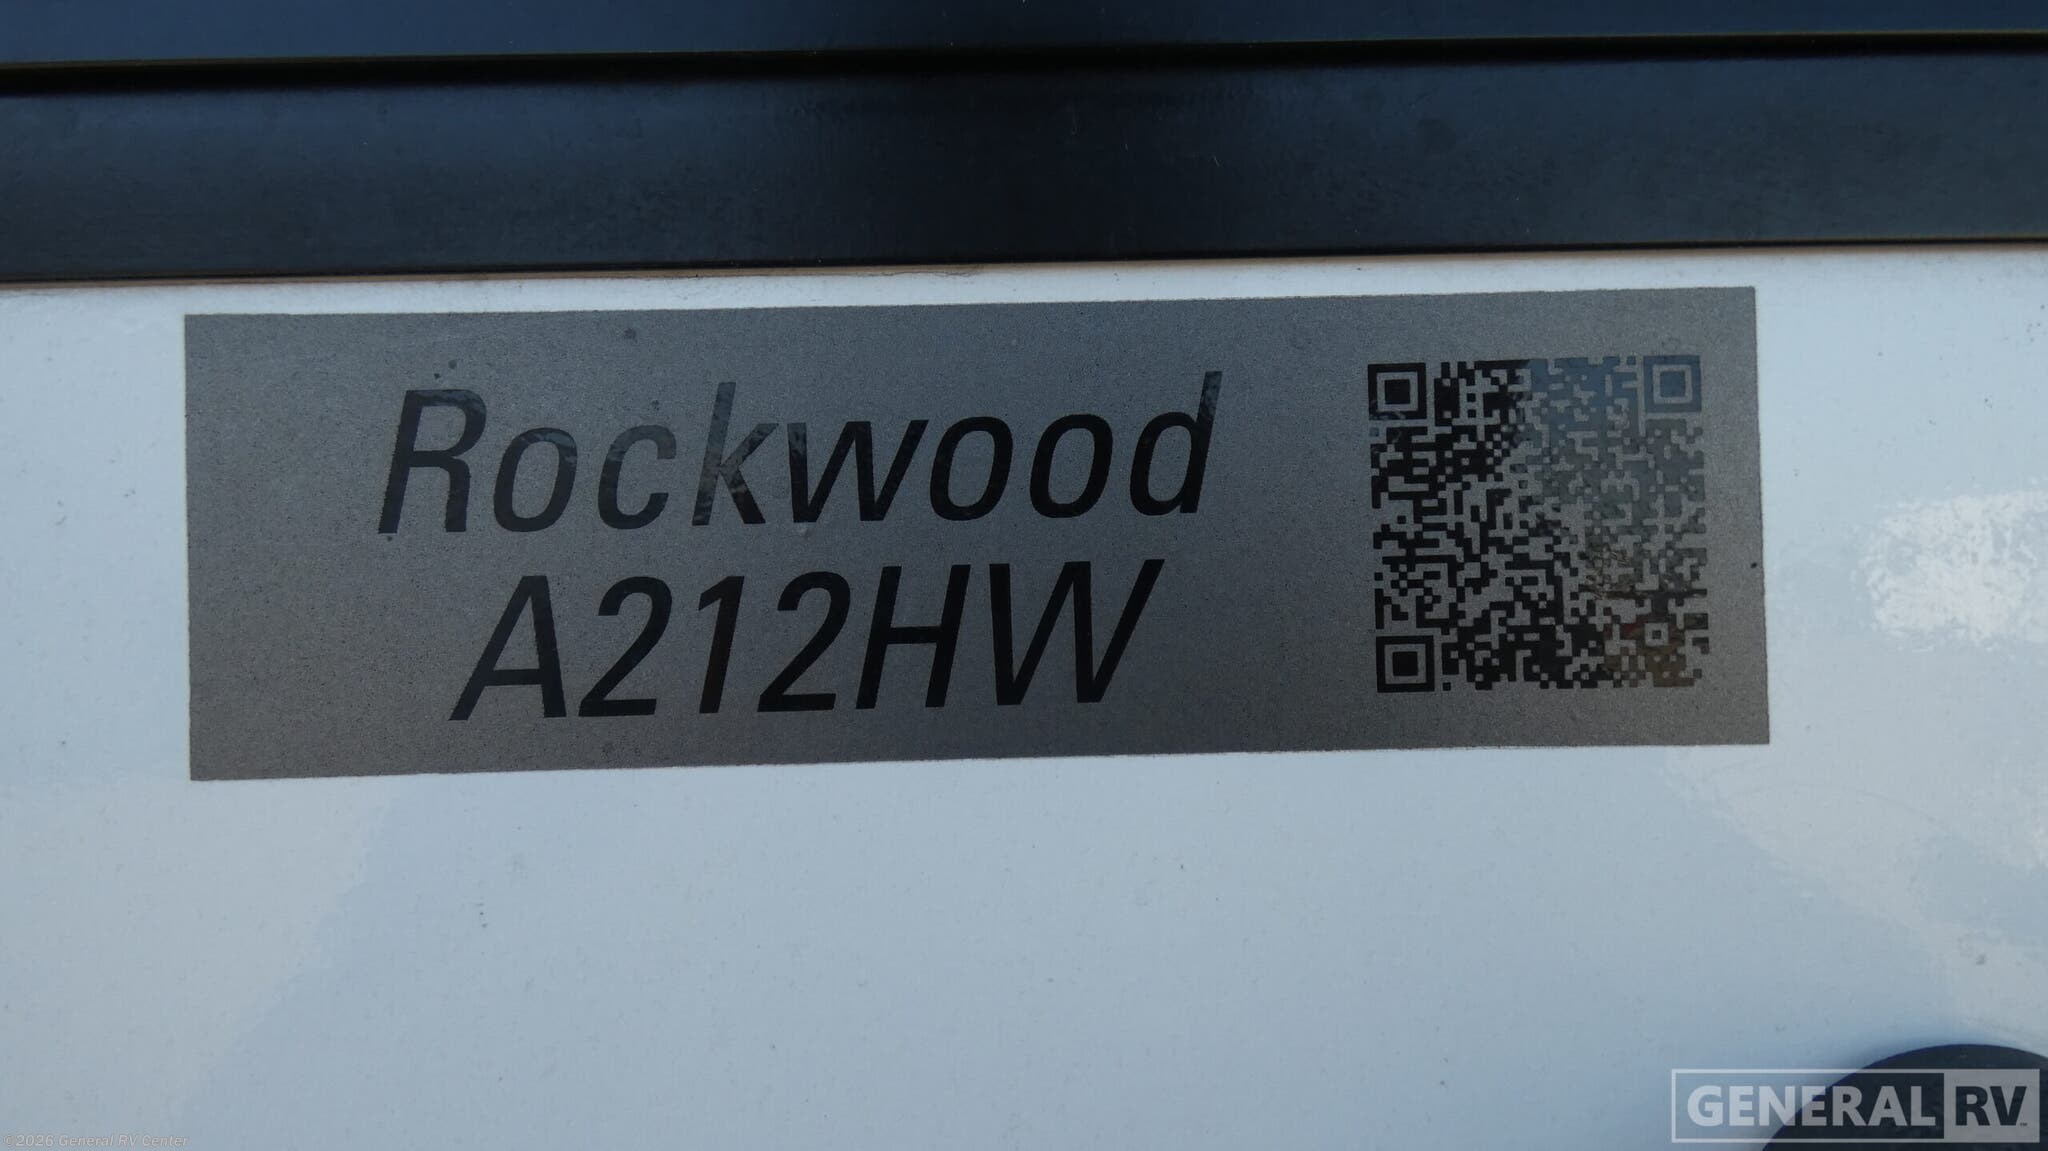 Rockwood
A212HW
GENERAL RV
©2026 General RV Center